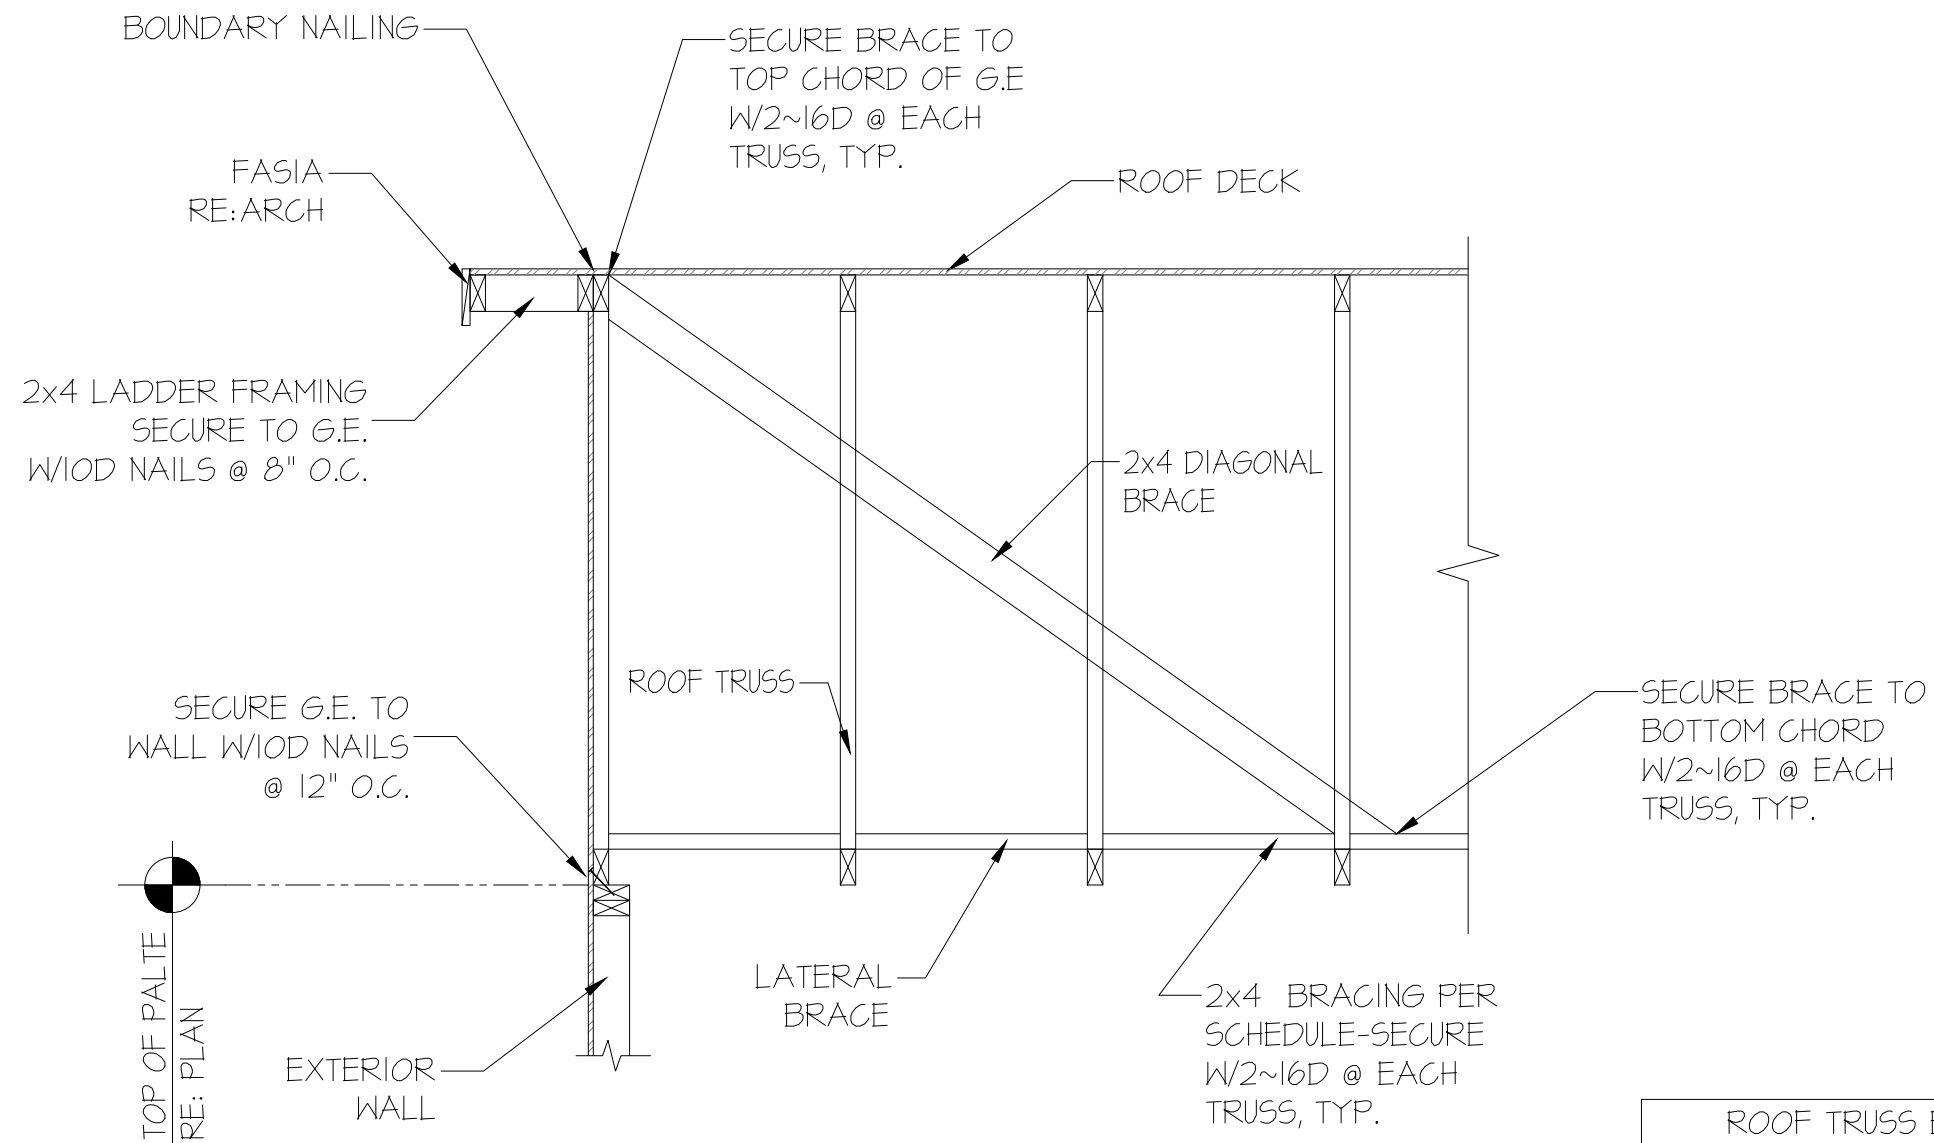 BOUNDARY NAILING
SECURE BRACE TO
TOP CHORD OF G.E
W/2~16D @ EACH
TRUSS, TYP.
FASIA
RE:ARCH
ROOF DECK
2x4 LADDER FRAMING
SECURE TO G.E.
W/10D NAILS @ 8" O.C.
2x4 DIAGONAL
BRACE
ROOF TRUSS
SECURE G.E. TO
WALL W/10D NAILS
@ 12" O.C.
SECURE BRACE TO
BOTTOM CHORD
W/2~16D @ EACH
TRUSS, TYP.
TOP OF PALTE
RE: PLAN
LATERAL
BRACE
2x4 BRACING PER
SCHEDULE-SECURE
W/2~16D @ EACH
TRUSS, TYP.
EXTERIOR
WALL
ROOF TRUSS